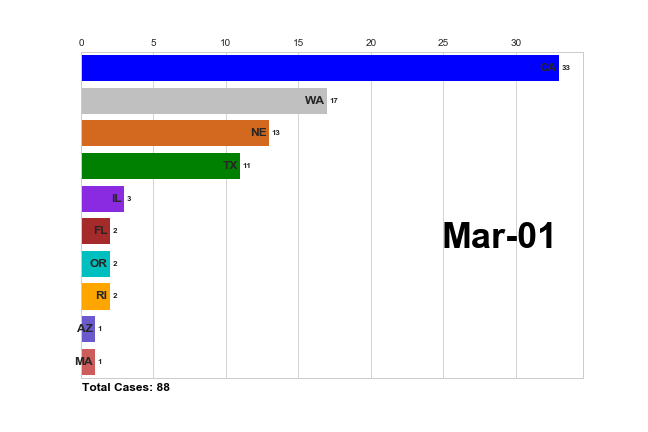 0 5 10 15 20 25 30
CA 33
WA 17
NE 13
TX 11
IL 3
FL 2
Mar-01
OR 2
RI 2
AZ 1
MA 1
Total Cases: 88